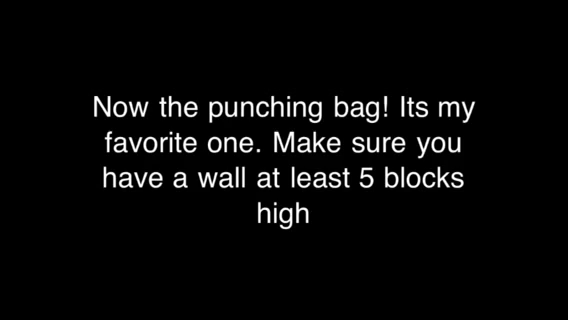 Now the punching bag! Its my
favorite one. Make sure you
have a wall at least 5 blocks
high